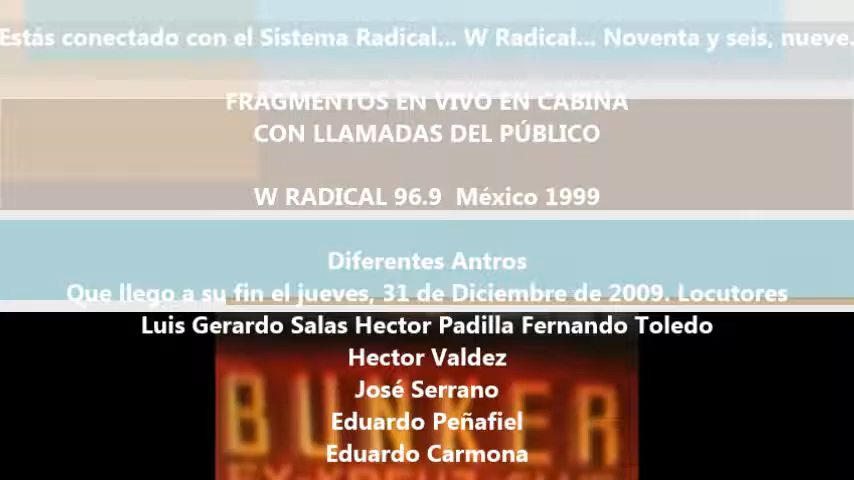 Estás conectado con el Sistema Radical... W Radical... Noventa y seis, nueve.
FRAGMENTOS EN VIVO EN CABINA
CON LLAMADAS DEL PÚBLICO
W RADICAL 96.9 México 1999
Diferentes Antros
Que llego a su fin el jueves, 31 de Diciembre de 2009. Locutores
Luis Gerardo Salas Hector Padilla Fernando Toledo
Hector Valdez
José Serrano
Eduardo Peñafiel
Eduardo Carmona
BUNKER